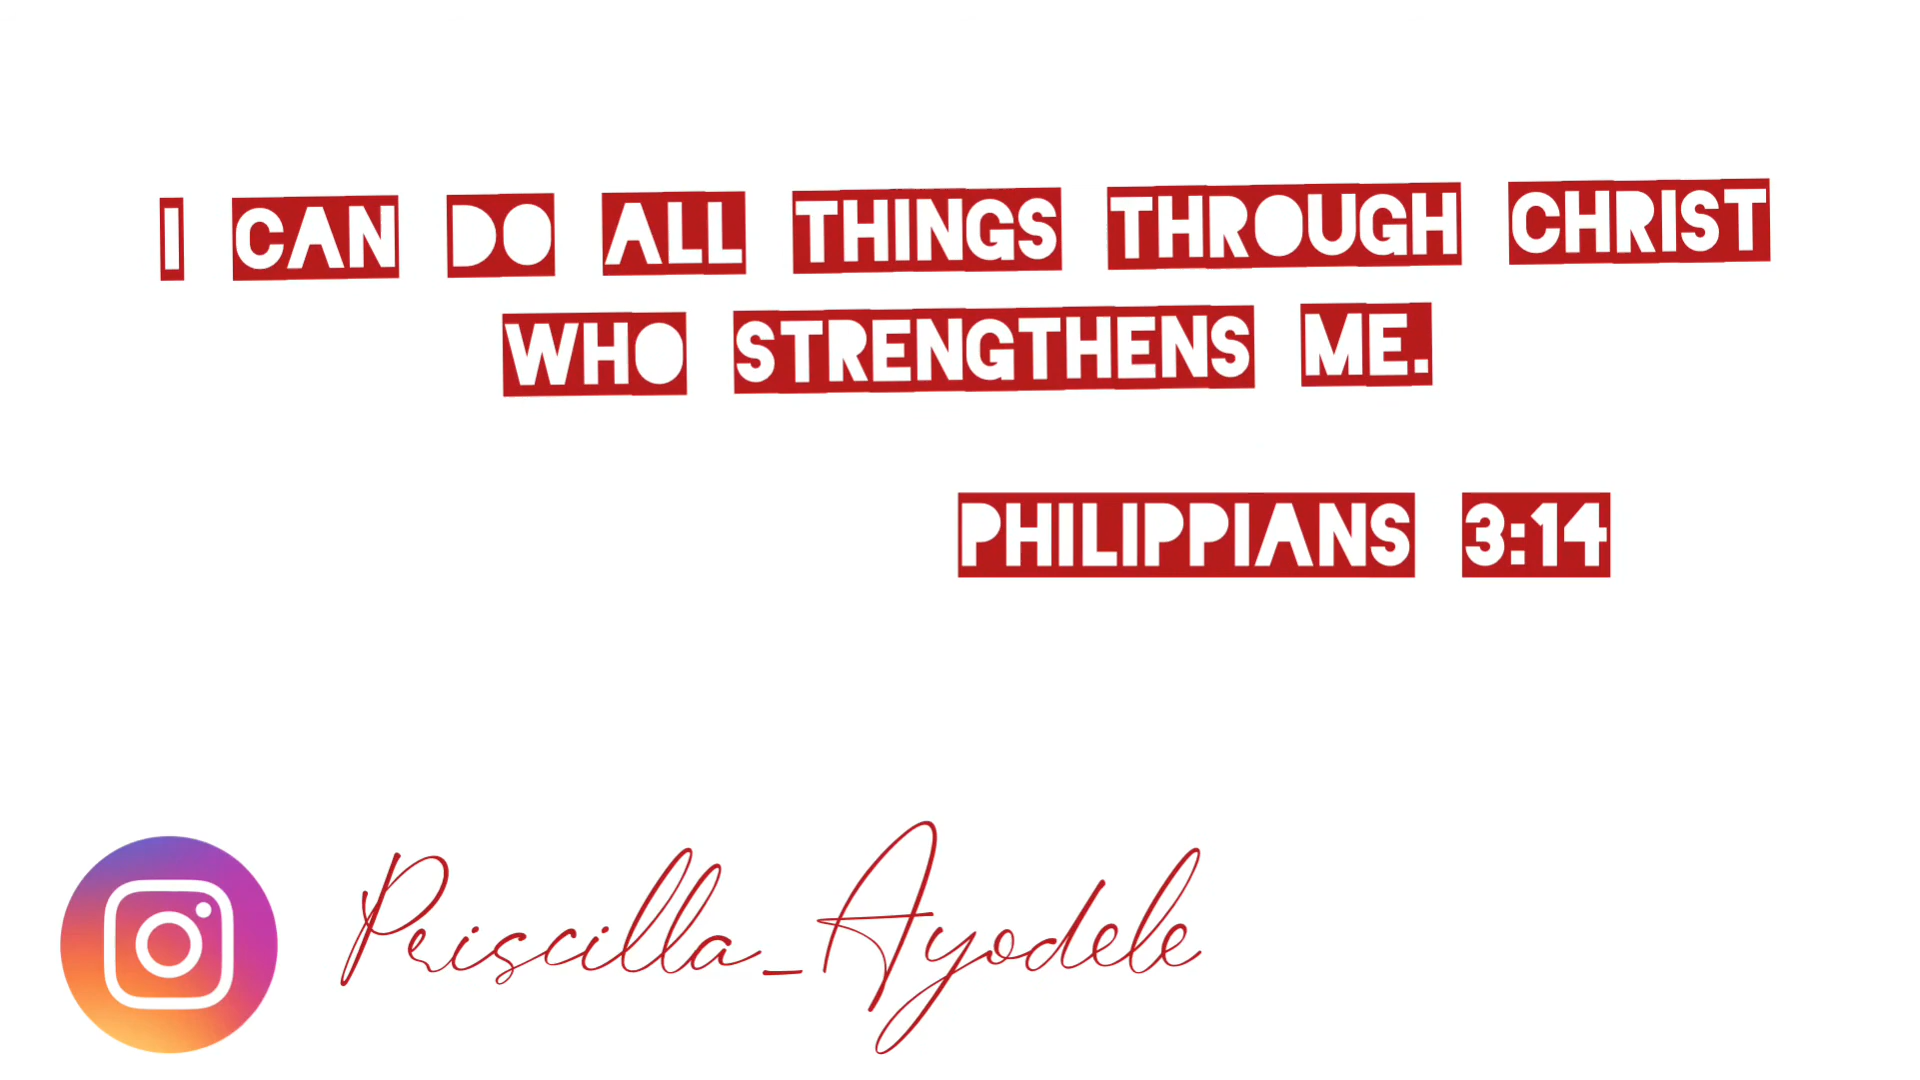 I CAN DO ALL THINGS THROUGH CHRIST
WHO STRENGTHENS ME.
PHILIPPIANS 3:14
Priscilla_Ayodele